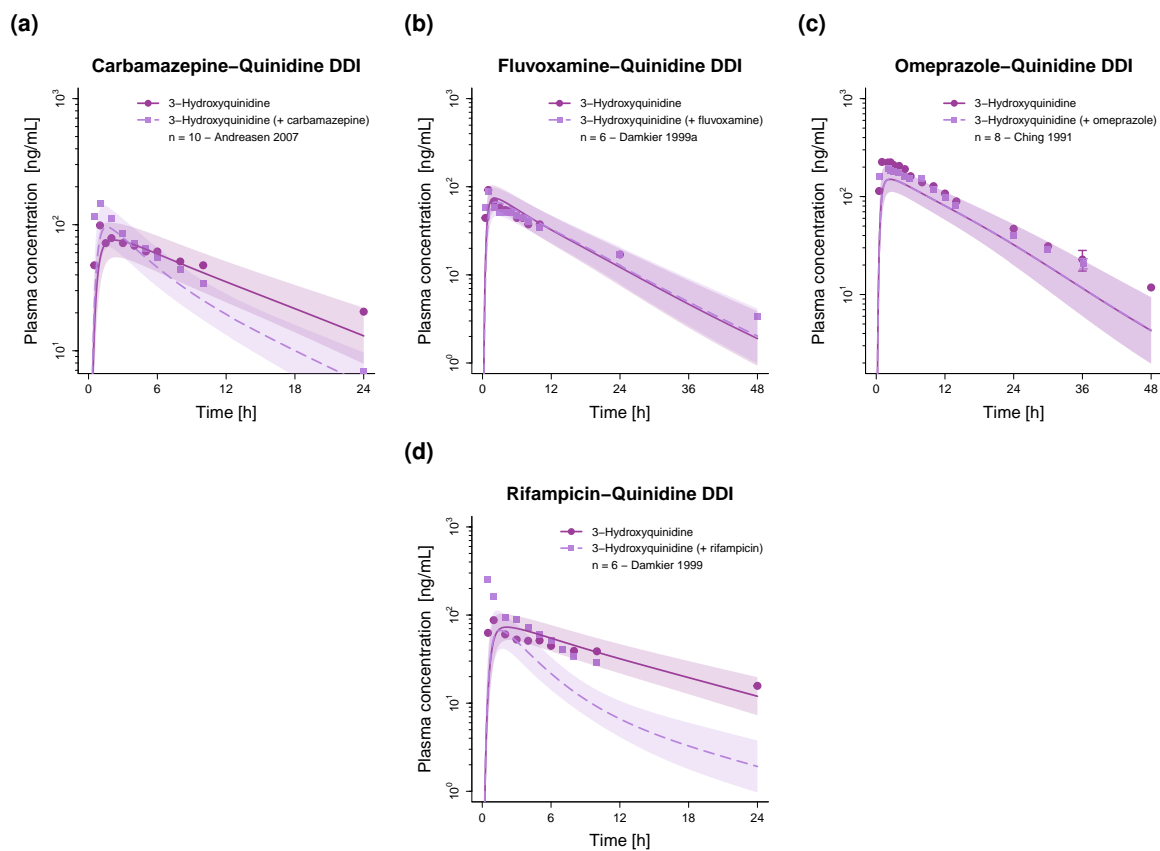 (a)
Carbamazepine−Quinidine DDI
3−Hydroxyquinidine
3−Hydroxyquinidine (+ carbamazepine)
n = 10 − Andreasen 2007
Plasma concentration [ng/mL]
10³
10²
10¹
0 6 12 18 24
Time [h]
(b)
Fluvoxamine−Quinidine DDI
3−Hydroxyquinidine
3−Hydroxyquinidine (+ fluvoxamine)
n = 6 − Damkier 1999a
Plasma concentration [ng/mL]
10³
10²
10¹
10⁰
0 12 24 36 48
Time [h]
(c)
Omeprazole−Quinidine DDI
3−Hydroxyquinidine
3−Hydroxyquinidine (+ omeprazole)
n = 8 − Ching 1991
Plasma concentration [ng/mL]
10³
10²
10¹
0 6 12 24 36 48
Time [h]
(d)
Rifampicin−Quinidine DDI
3−Hydroxyquinidine
3−Hydroxyquinidine (+ rifampicin)
n = 6 − Damkier 1999
Plasma concentration [ng/mL]
10³
10²
10¹
10⁰
0 6 12 18 24
Time [h]